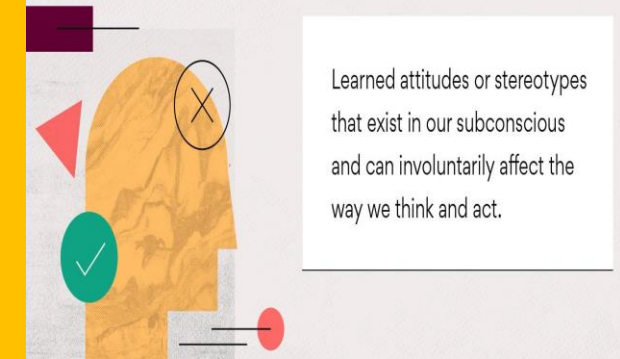 Learned attitudes or stereotypes
that exist in our subconscious
and can involuntarily affect the
way we think and act.